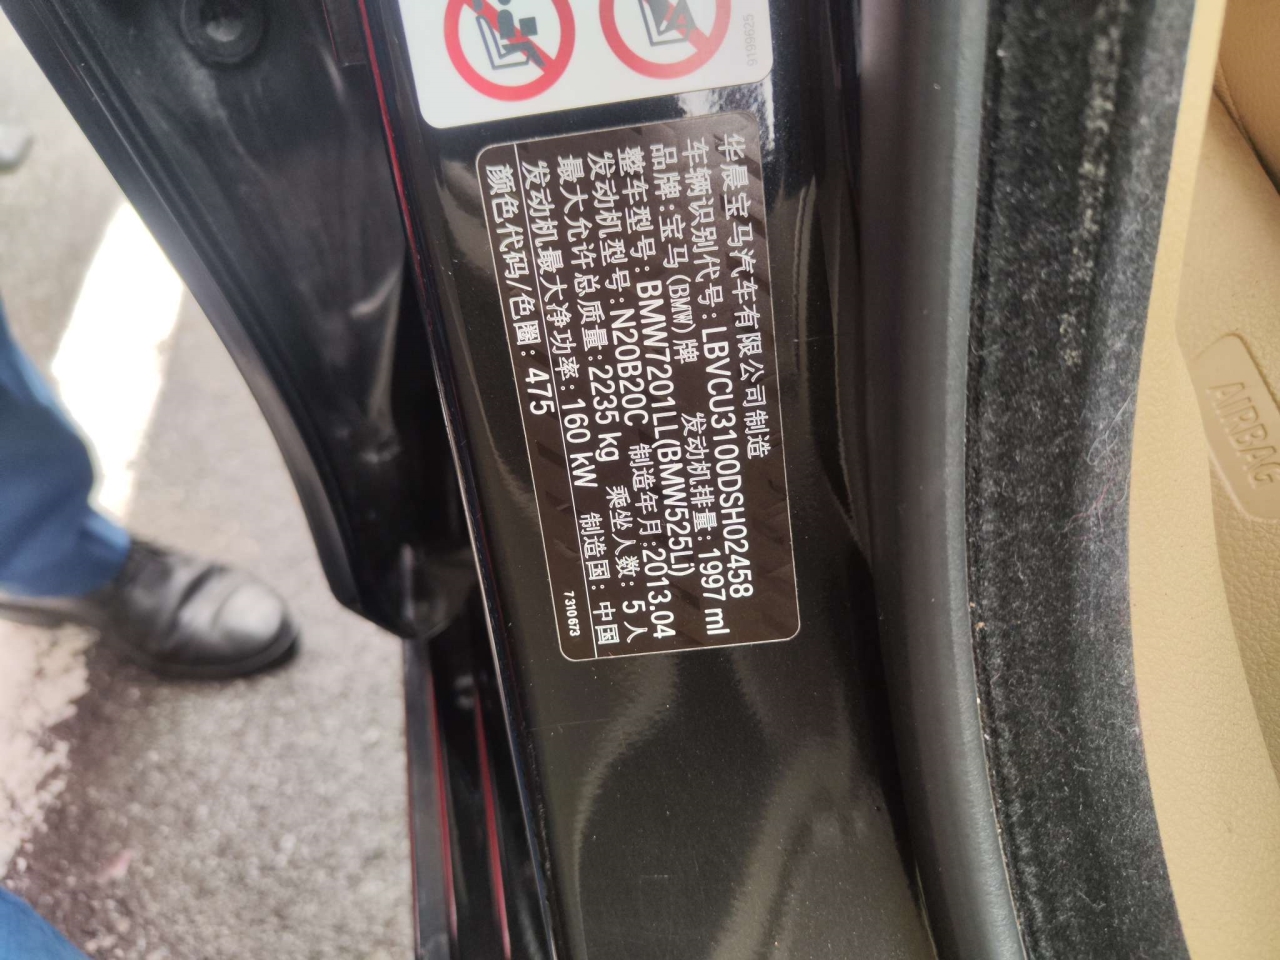 9199625
华晨宝马汽车有限公司制造
车辆识别代号:LBVCU3100DSH02458
品牌:宝马(BMW)牌 发动机排量:1997 ml
整车型号:BMW7201LL(BMW525Li)
发动机型号:N20B20C 制造年月:2013.04
最大允许总质量:2235 kg 乘坐人数:5人
发动机最大净功率:160 kW 制造国:中国
颜色代码/色圈:475
7 310 673
AIRBAG